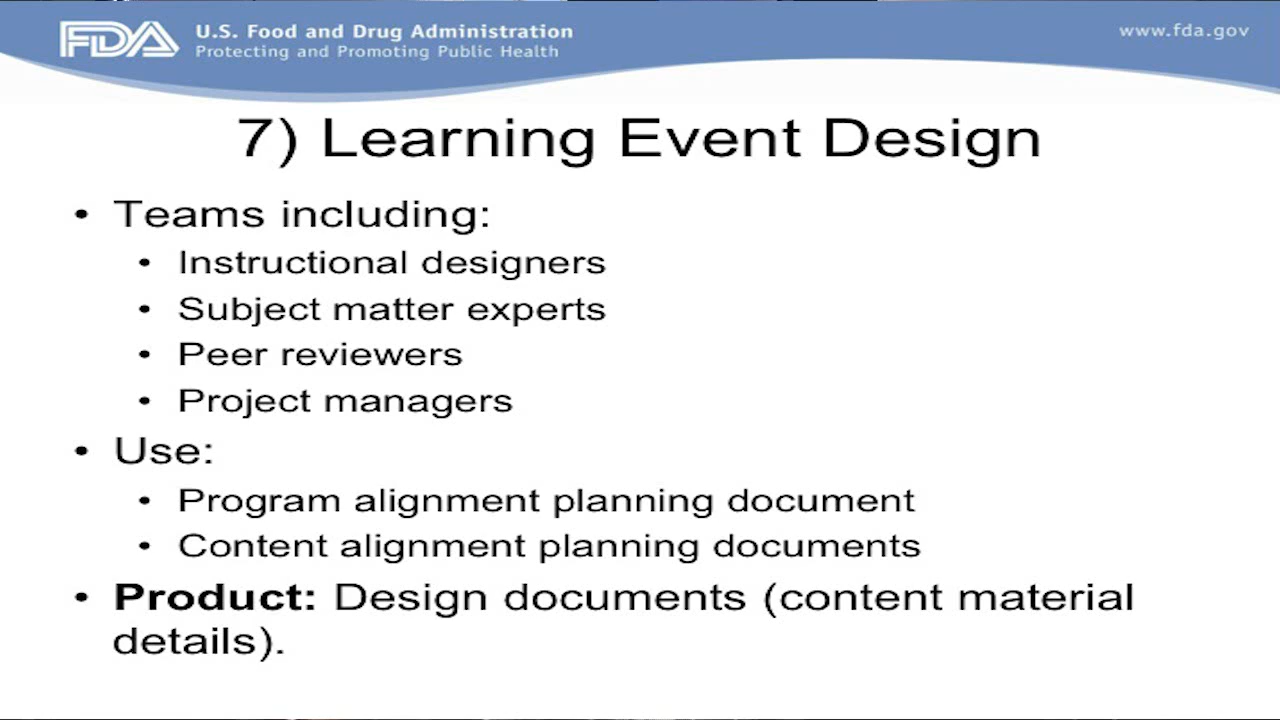 FDA
U.S. Food and Drug Administration
Protecting and Promoting Public Health
www.fda.gov
7) Learning Event Design
• Teams including:
• Instructional designers
• Subject matter experts
• Peer reviewers
• Project managers
• Use:
• Program alignment planning document
• Content alignment planning documents
• Product: Design documents (content material
details).